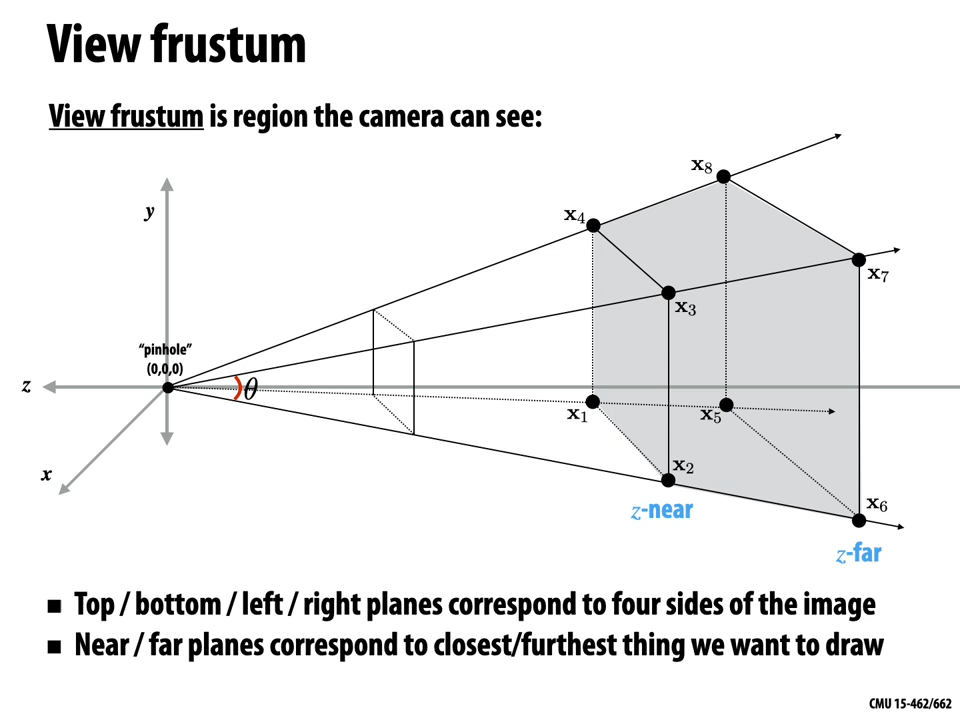 View frustum
View frustum is region the camera can see:
y
z
x
“pinhole”
(0,0,0)
θ
x₈
x₄
x₇
x₃
x₁
x₅
x₂
x₆
z-near
z-far
Top / bottom / left / right planes correspond to four sides of the image
Near / far planes correspond to closest/furthest thing we want to draw
CMU 15-462/662